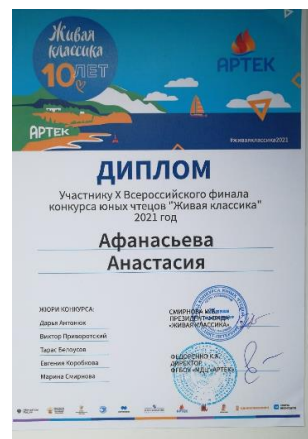 Живая
классика
10 ЛЕТ
АРТЕК
АРТЕК
#живаяклассика2021
ДИПЛОМ
Участнику X Всероссийского финала
конкурса юных чтецов "Живая классика"
2021 год
Афанасьева
Анастасия
ЖЮРИ КОНКУРСА:
Дарья Антонюк
Виктор Приворотский
Тарас Белоусов
Евгения Коробкова
Марина Смирнова
СМИРНОВА М.В.
ПРЕЗИДЕНТ ФОНДА
«ЖИВАЯ КЛАССИКА»
ФЕДОРЕНКО К.А.
ДИРЕКТОР
ФГБОУ «МДЦ «АРТЕК»